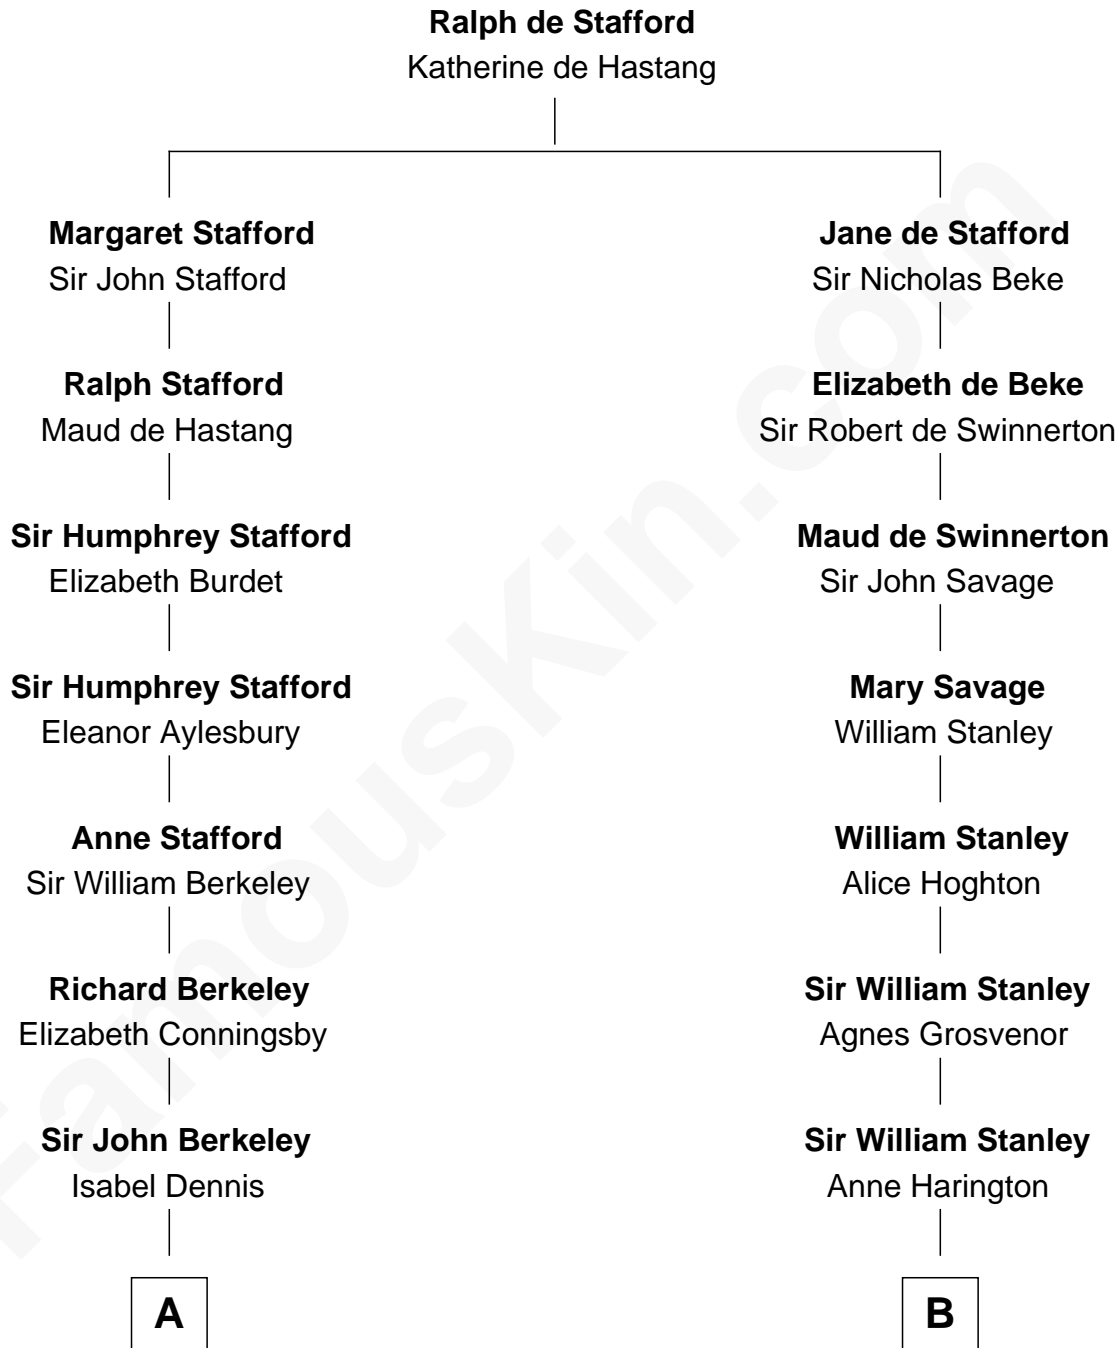 Ralph de Stafford
Katherine de Hastang
Margaret Stafford
Sir John Stafford
Ralph Stafford
Maud de Hastang
Sir Humphrey Stafford
Elizabeth Burdet
Sir Humphrey Stafford
Eleanor Aylesbury
Anne Stafford
Sir William Berkeley
Richard Berkeley
Elizabeth Conningsby
Sir John Berkeley
Isabel Dennis
A
Jane de Stafford
Sir Nicholas Beke
Elizabeth de Beke
Sir Robert de Swinnerton
Maud de Swinnerton
Sir John Savage
Mary Savage
William Stanley
William Stanley
Alice Hoghton
Sir William Stanley
Agnes Grosvenor
Sir William Stanley
Anne Harington
B
FamousKin.com